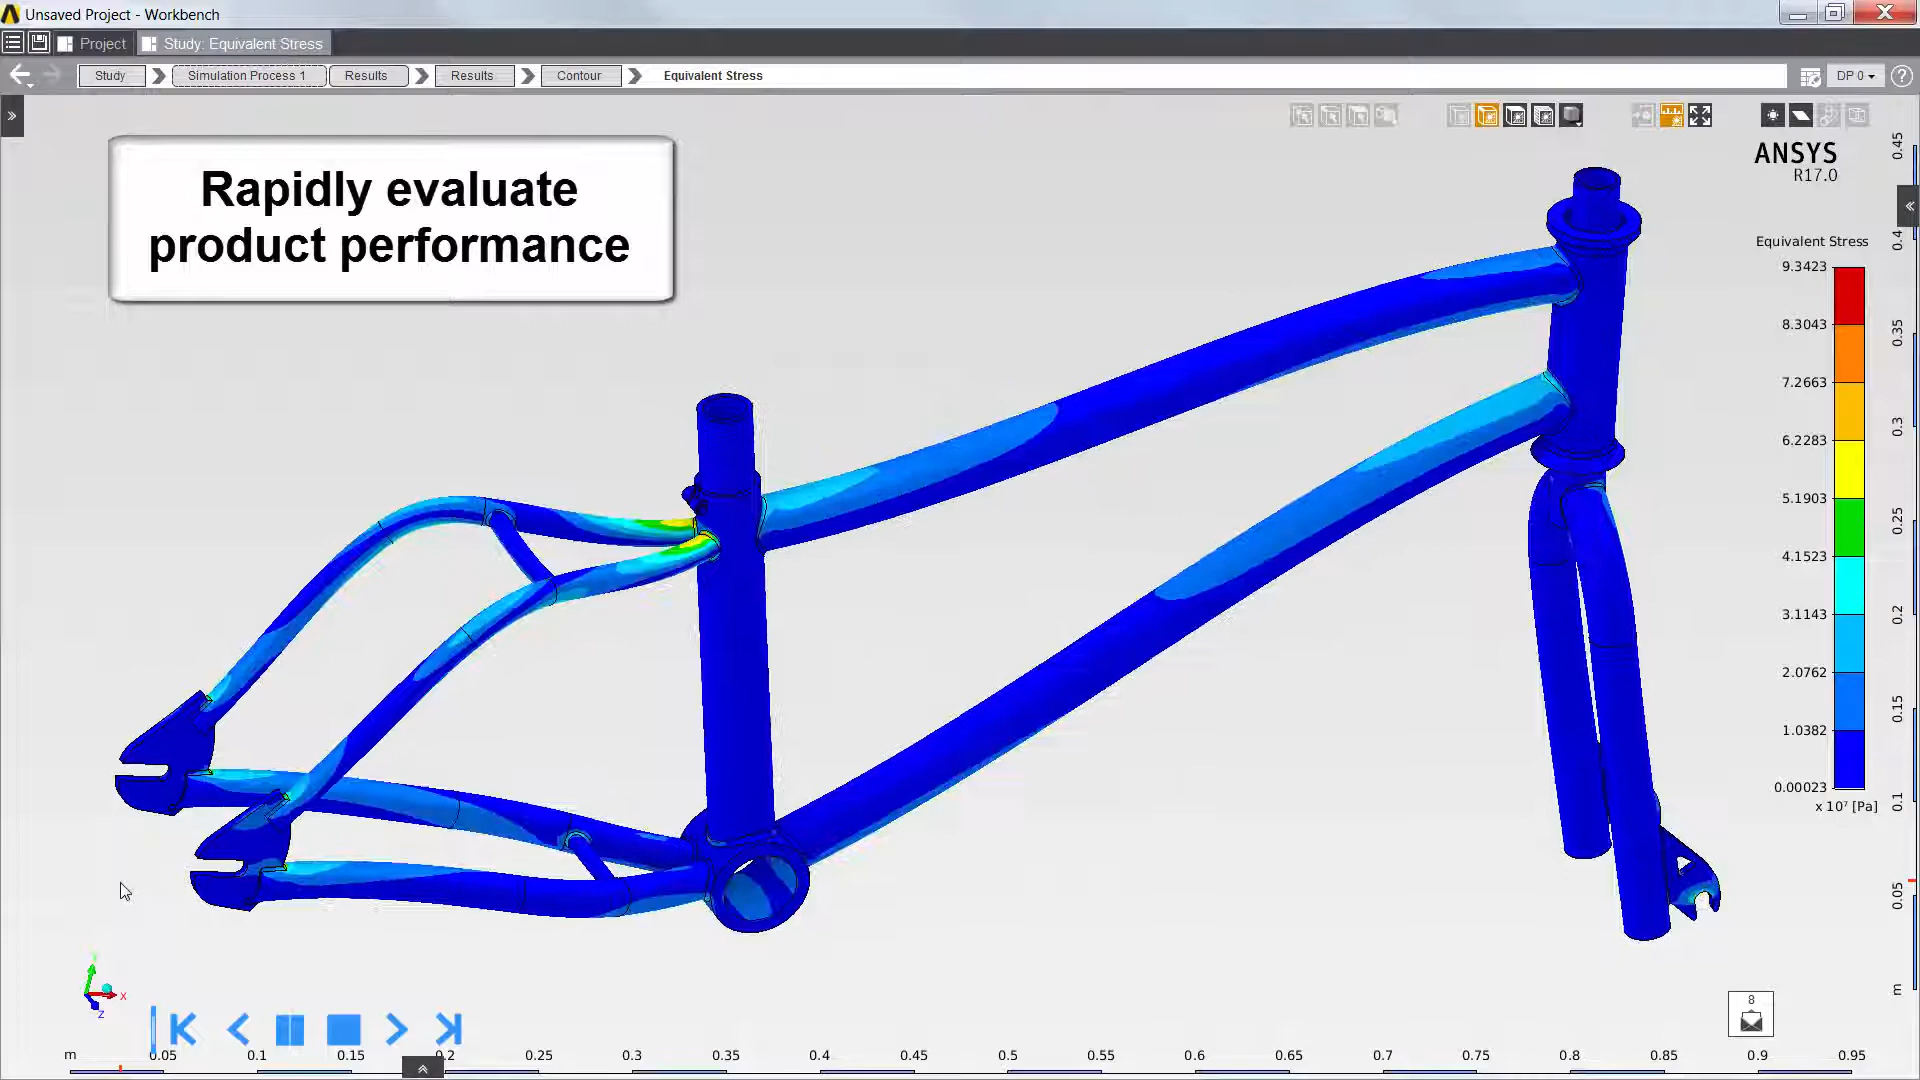 Unsaved Project - Workbench
Project
Study: Equivalent Stress
Study
Simulation Process 1
Results
Results
Contour
Equivalent Stress
DP 0
?
Rapidly evaluate
product performance
ANSYS
R17.0
Equivalent Stress
9.3423
8.3043
7.2663
6.2283
5.1903
4.1523
3.1143
2.0762
1.0382
0.00023
x 10⁷ [Pa]
0.45
0.4
0.35
0.3
0.25
0.2
0.15
0.1
0.05
m
X
Z
8
m 0.05 0.1 0.15 0.2 0.25 0.3 0.35 0.4 0.45 0.5 0.55 0.6 0.65 0.7 0.75 0.8 0.85 0.9 0.95